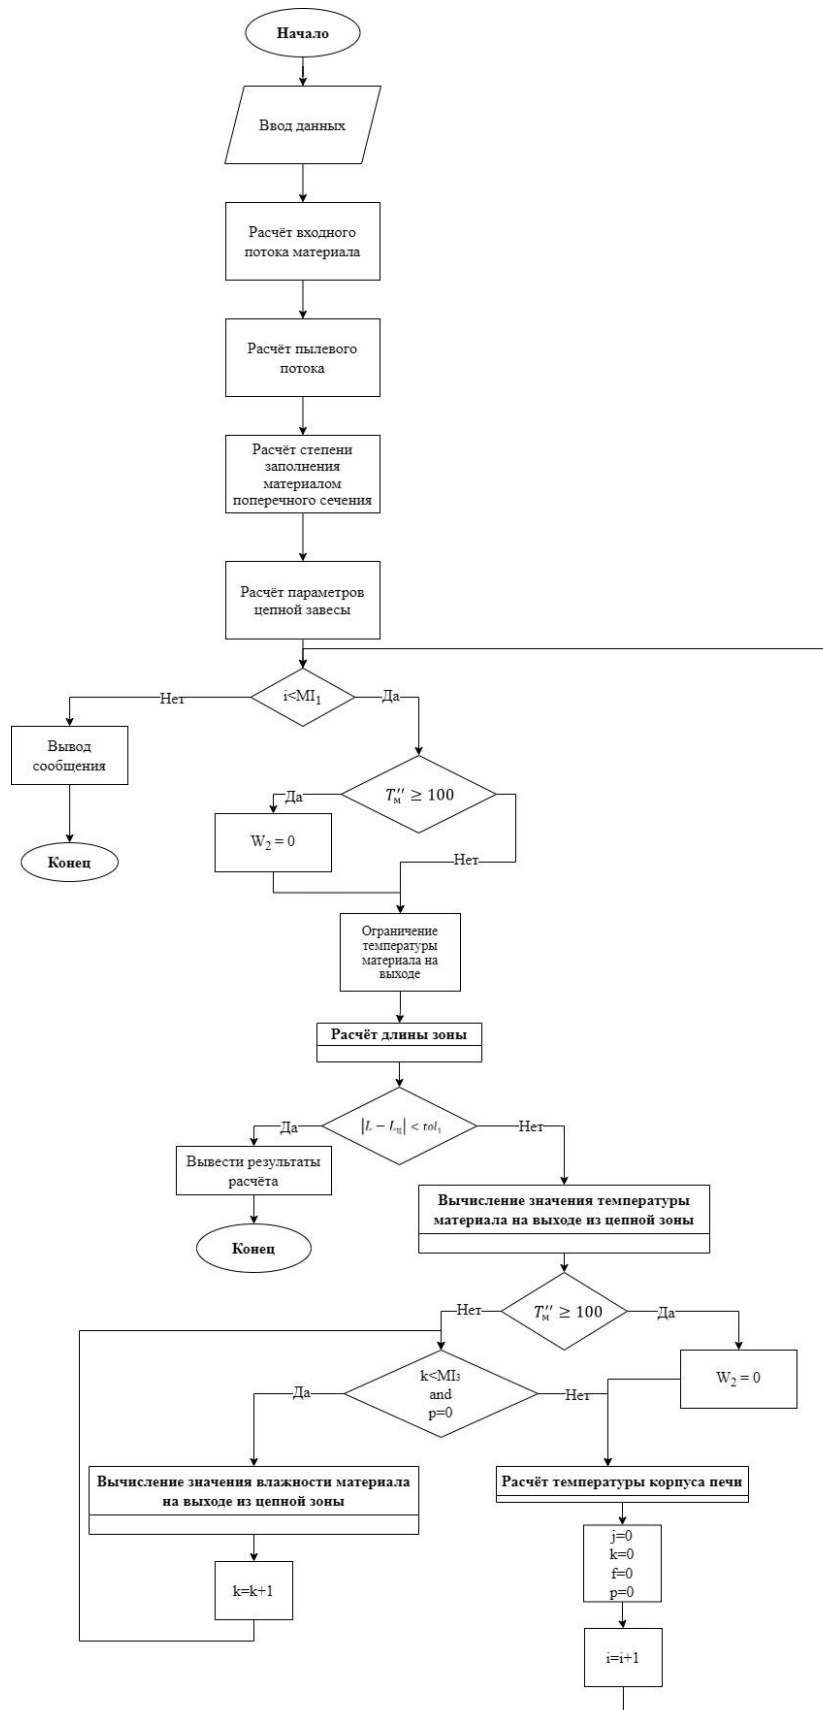 Начало
Ввод данных
Расчёт входного
потока материала
Расчёт пылевого
потока
Расчёт степени
заполнения
материалом
поперечного сечения
Расчёт параметров
цепной завесы
i<MI₁
Нет
Да
Вывод
сообщения
Конец
T″ₘ ≥ 100
Да
W₂ = 0
Нет
Ограничение
температуры
материала на
выходе
Расчёт длины зоны
|L − Lц| < tol₁
Да
Нет
Вывести результаты
расчёта
Конец
Вычисление значения температуры
материала на выходе из цепной зоны
T″ₘ ≥ 100
Нет
Да
W₂ = 0
k<MI₃
and
p=0
Да
Нет
Вычисление значения влажности материала
на выходе из цепной зоны
k=k+1
Расчёт температуры корпуса печи
j=0
k=0
f=0
p=0
i=i+1